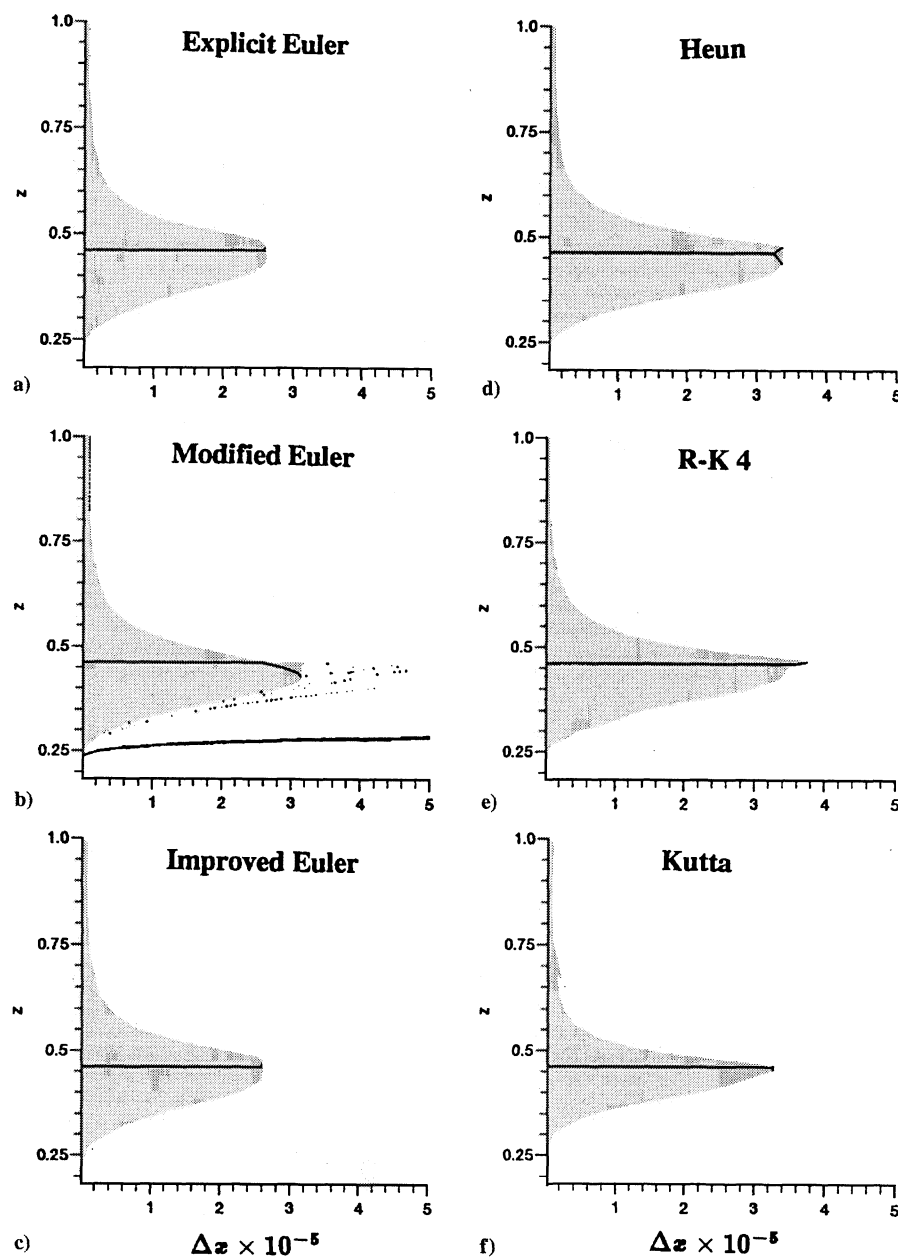 a)
Explicit Euler
1.0
0.75
z
0.5
0.25
1 2 3 4 5
b)
Modified Euler
1.0
0.75
z
0.5
0.25
1 2 3 4 5
c)
Improved Euler
1.0
0.75
z
0.5
0.25
1 2 3 4 5
Δx × 10⁻⁵
d)
Heun
1.0
0.75
z
0.5
0.25
1 2 3 4 5
e)
R-K 4
1.0
0.75
z
0.5
0.25
1 2 3 4 5
f)
Kutta
1.0
0.75
z
0.5
0.25
1 2 3 4 5
Δx × 10⁻⁵